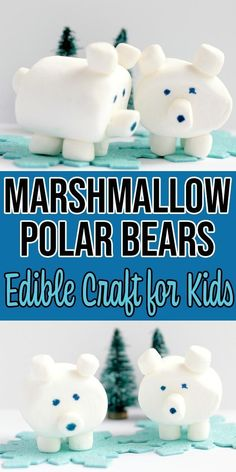 MARSHMALLOW
POLAR BEARS
Edible Craft for Kids